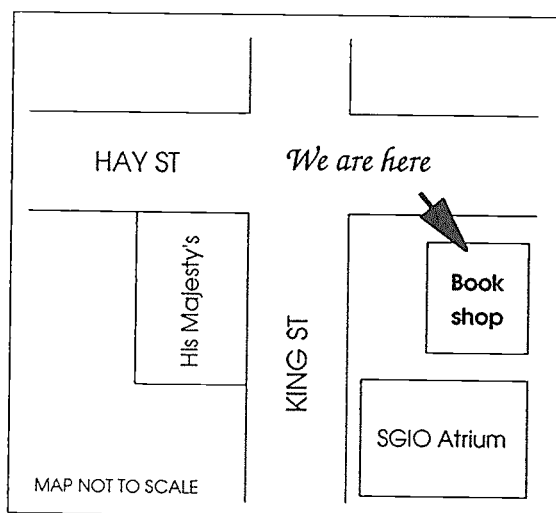 HAY ST
We are here
His Majesty's
KING ST
Book
shop
SGIO Atrium
MAP NOT TO SCALE